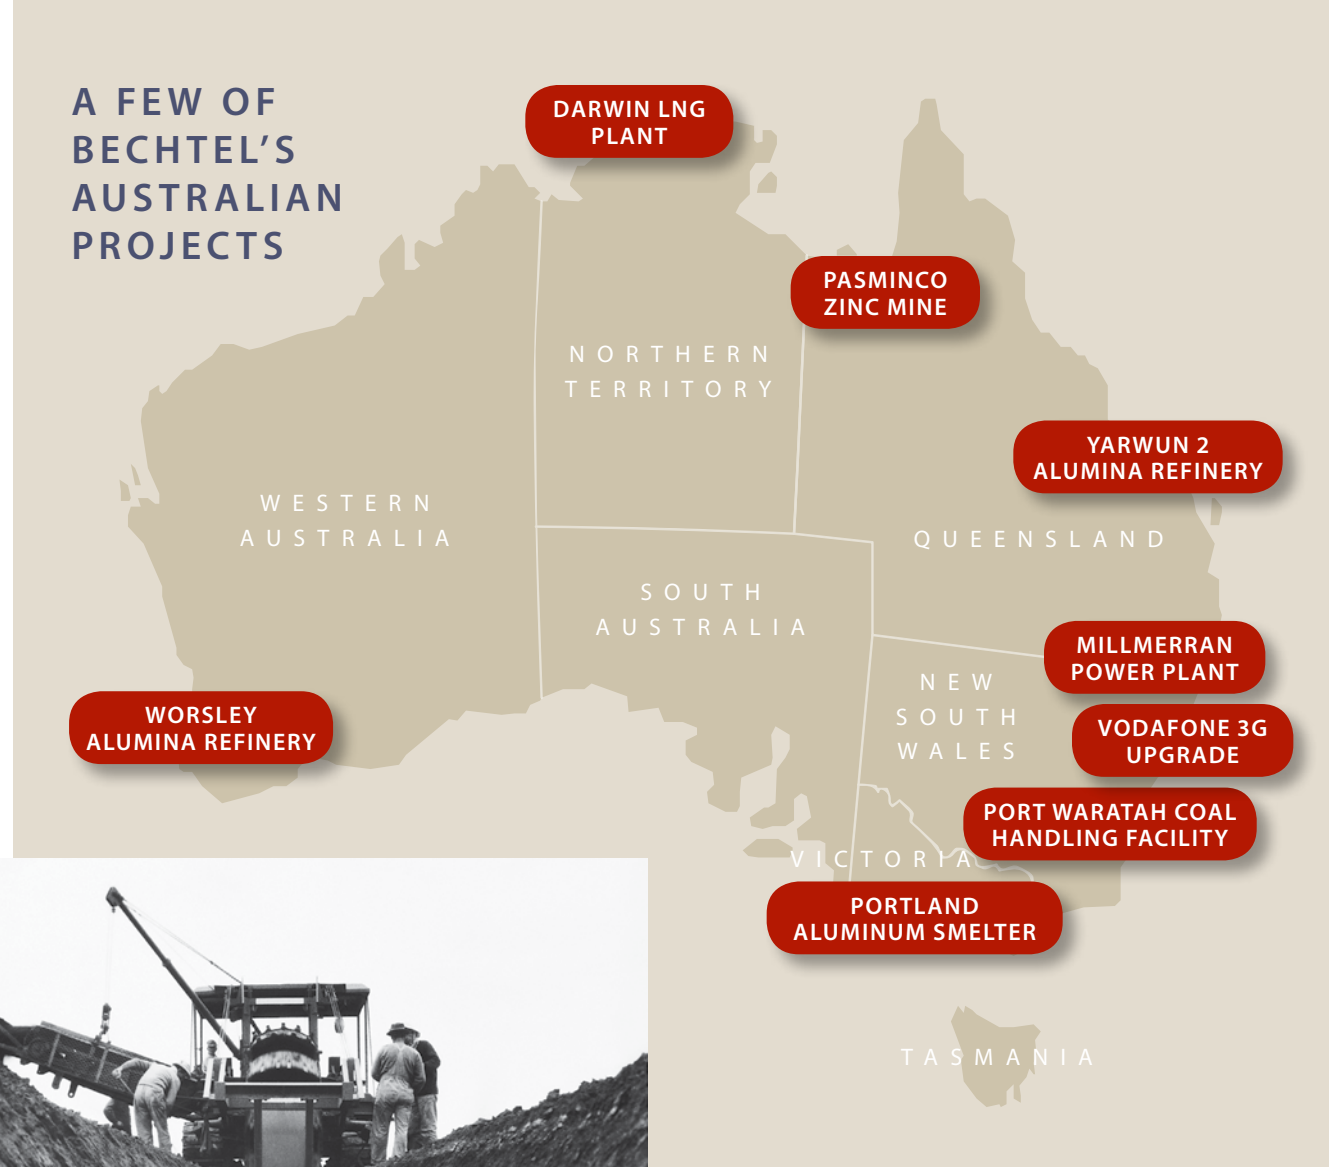 A FEW OF
BECHTEL’S
AUSTRALIAN
PROJECTS
DARWIN LNG
PLANT
PASMINCO
ZINC MINE
NORTHERN
TERRITORY
YARWUN 2
ALUMINA REFINERY
WESTERN
AUSTRALIA
QUEENSLAND
SOUTH
AUSTRALIA
MILLMERRAN
POWER PLANT
NEW
SOUTH
WALES
WORSLEY
ALUMINA REFINERY
VODAFONE 3G
UPGRADE
PORT WARATAH COAL
HANDLING FACILITY
VICTORIA
PORTLAND
ALUMINUM SMELTER
TASMANIA